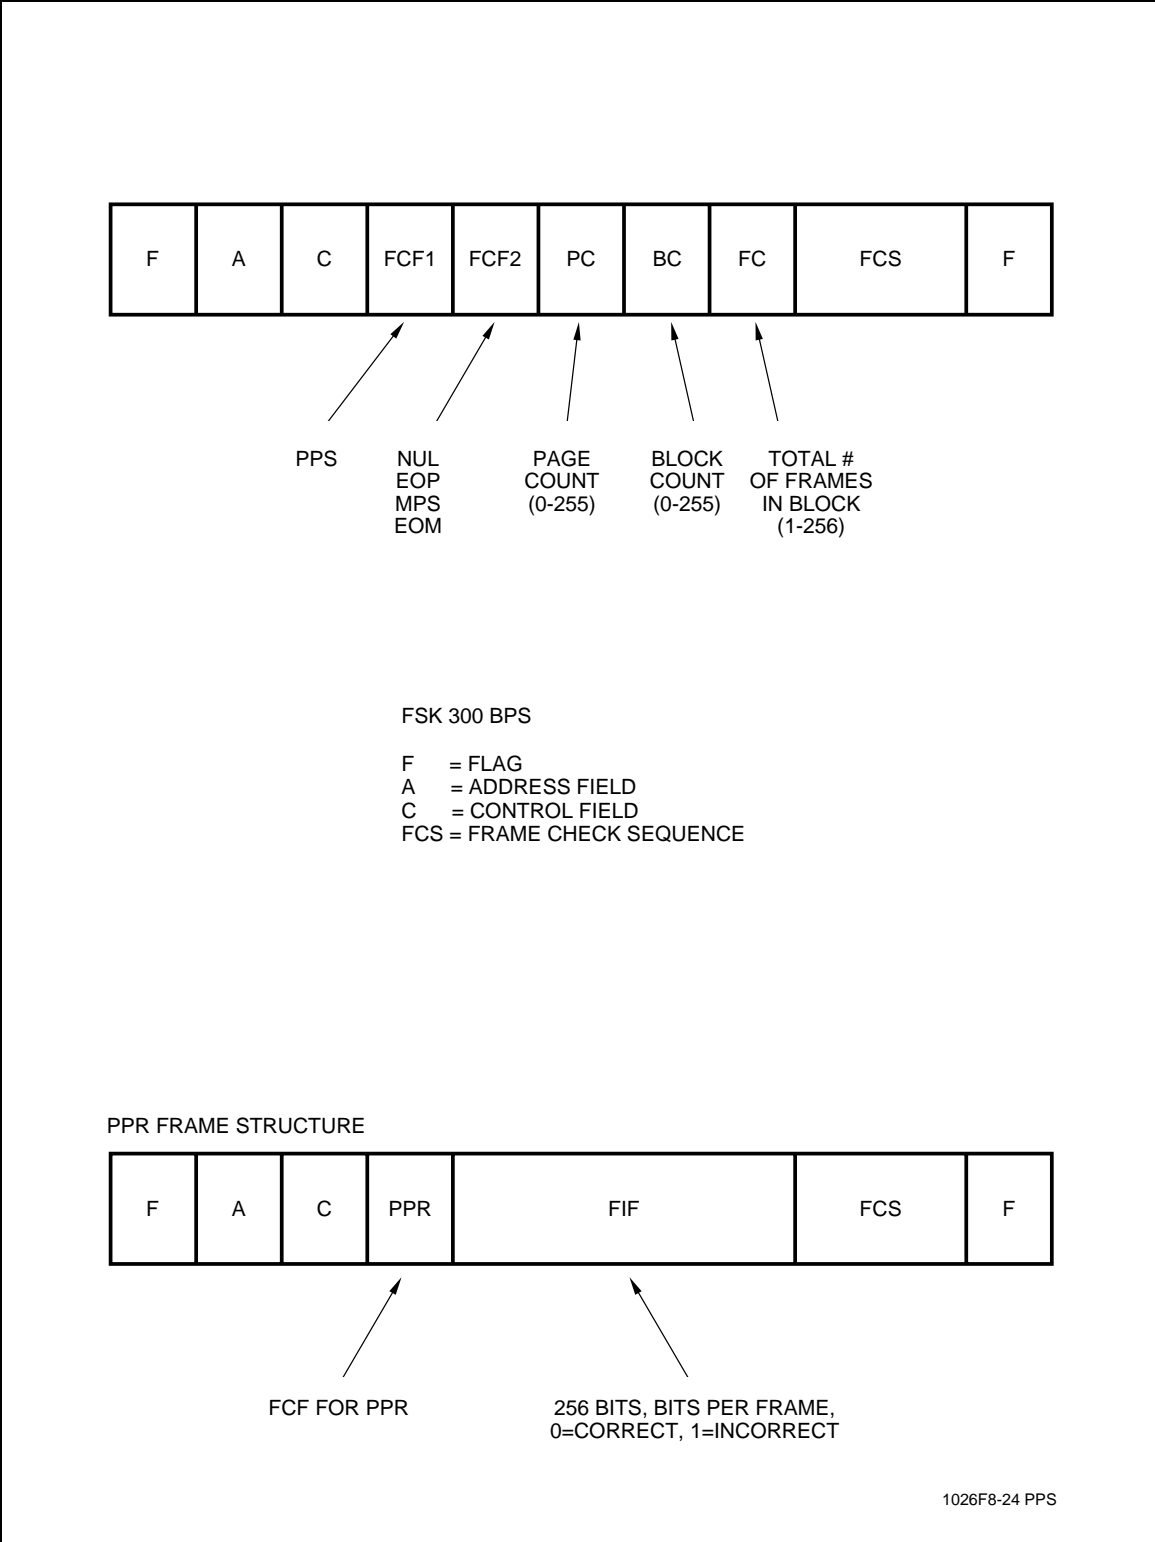 F A C FCF1 FCF2 PC BC FC FCS F
PPS NUL PAGE BLOCK TOTAL #
EOP COUNT COUNT OF FRAMES
MPS (0-255) (0-255) IN BLOCK
EOM (1-256)
FSK 300 BPS
F = FLAG
A = ADDRESS FIELD
C = CONTROL FIELD
FCS = FRAME CHECK SEQUENCE
PPR FRAME STRUCTURE
F A C PPR FIF FCS F
FCF FOR PPR 256 BITS, BITS PER FRAME,
0=CORRECT, 1=INCORRECT
1026F8-24 PPS